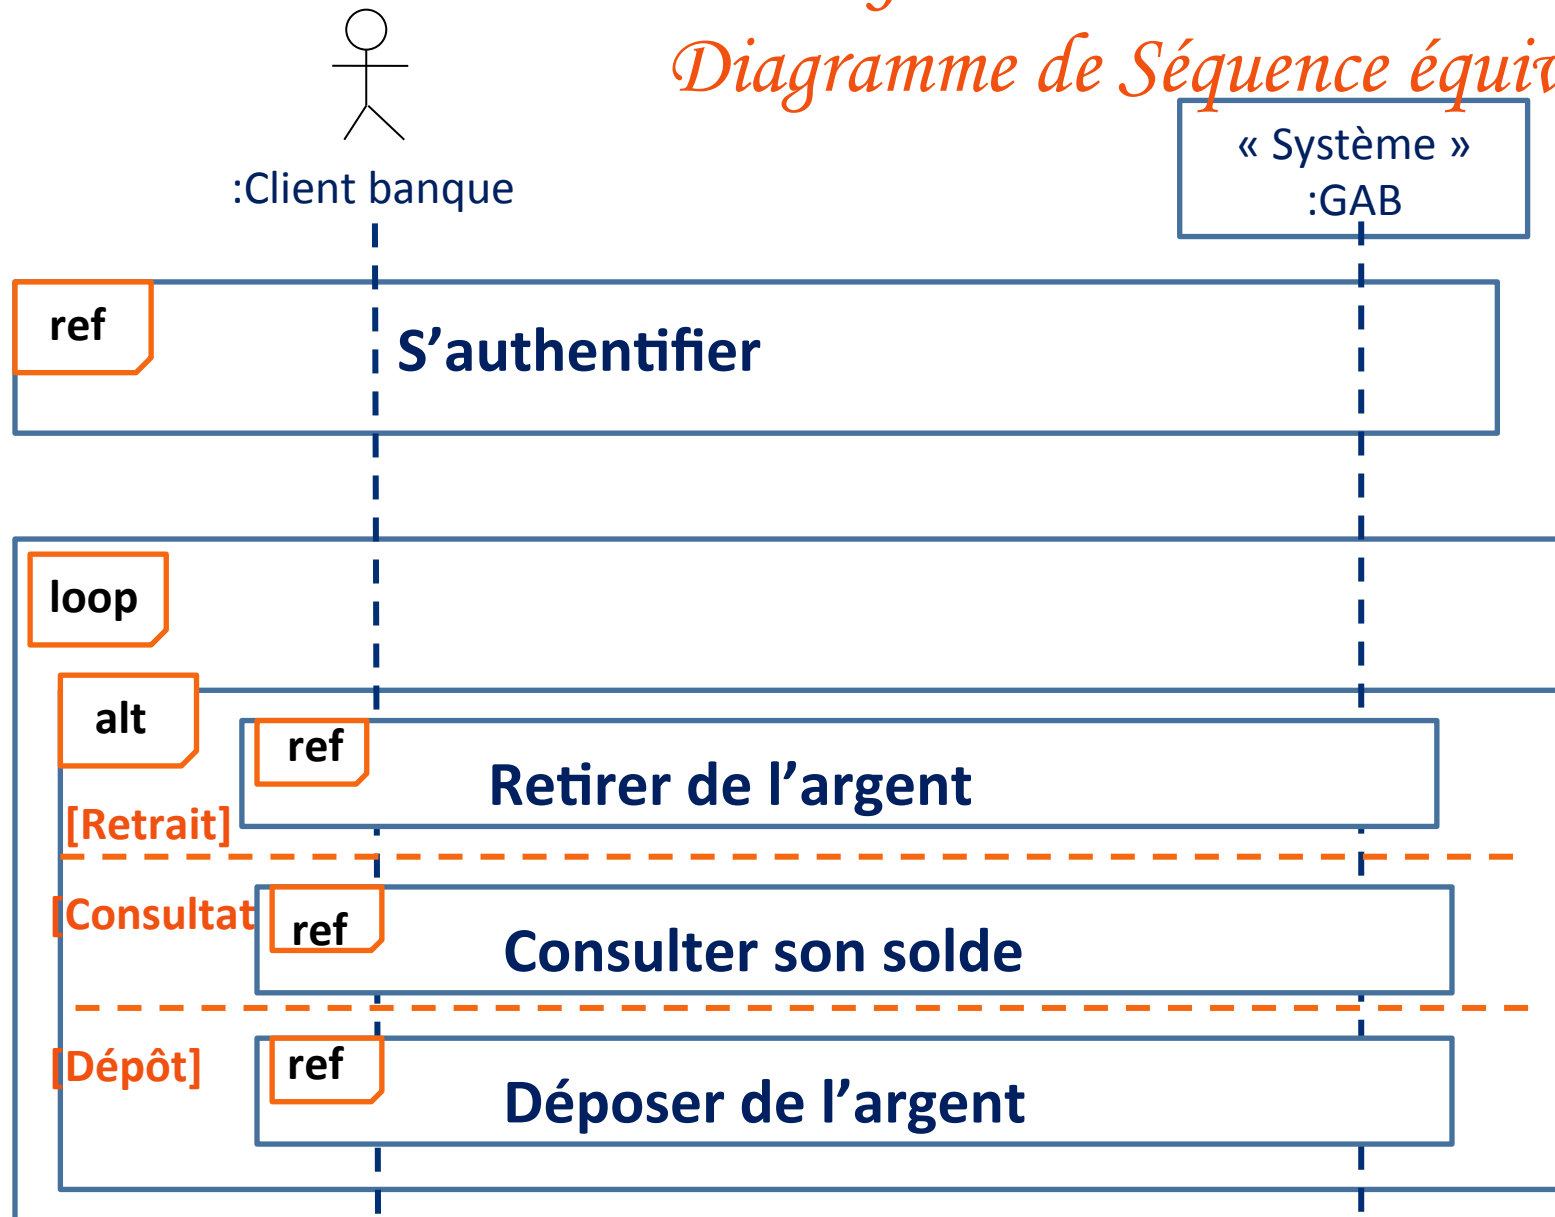 Diagramme de Séquence
:Client banque
« Système »
:GAB
ref
S’authentifier
loop
alt
ref
Retirer de l’argent
[Retrait]
[Consultat
ref
Consulter son solde
[Dépôt]
ref
Déposer de l’argent